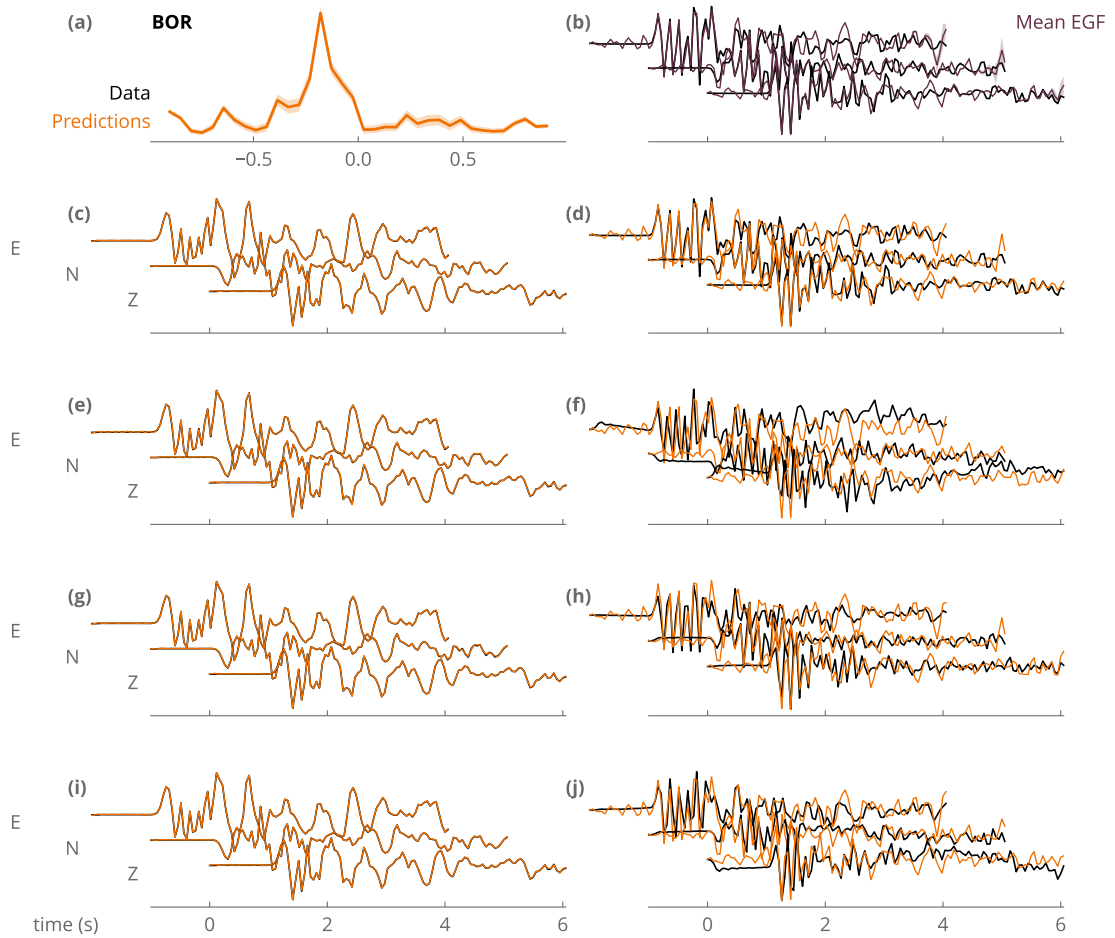 (a) BOR (b) Mean EGF
Data
Predictions
−0.5 0.0 0.5
(c) (d)
E
N
Z
(e) (f)
E
N
Z
(g) (h)
E
N
Z
(i) (j)
E
N
Z
time (s) 0 2 4 6 0 2 4 6